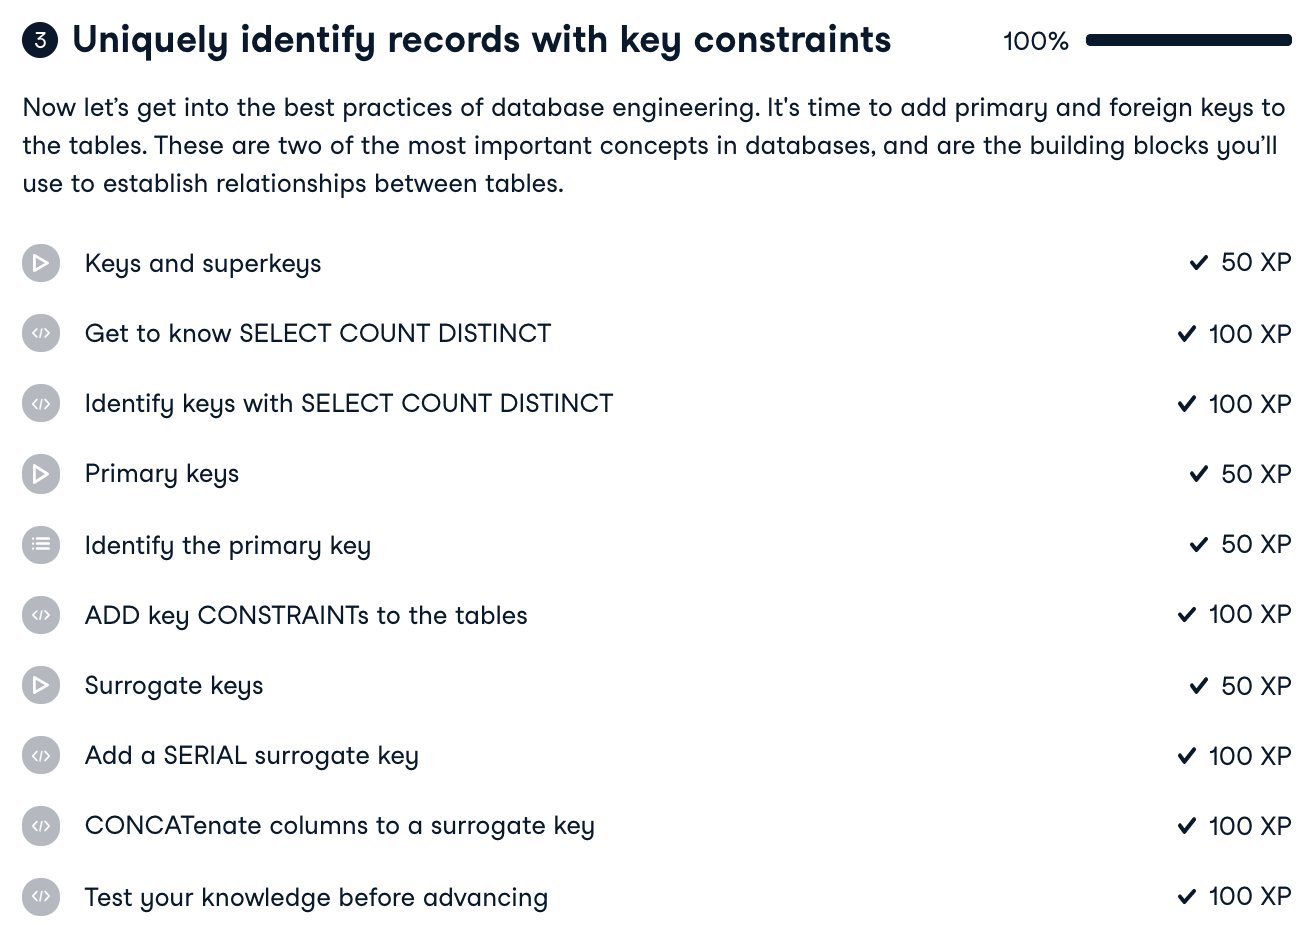 3 Uniquely identify records with key constraints 100%
Now let’s get into the best practices of database engineering. It's time to add primary and foreign keys to
the tables. These are two of the most important concepts in databases, and are the building blocks you’ll
use to establish relationships between tables.
Keys and superkeys 50 XP
Get to know SELECT COUNT DISTINCT 100 XP
Identify keys with SELECT COUNT DISTINCT 100 XP
Primary keys 50 XP
Identify the primary key 50 XP
ADD key CONSTRAINTs to the tables 100 XP
Surrogate keys 50 XP
Add a SERIAL surrogate key 100 XP
CONCATenate columns to a surrogate key 100 XP
Test your knowledge before advancing 100 XP